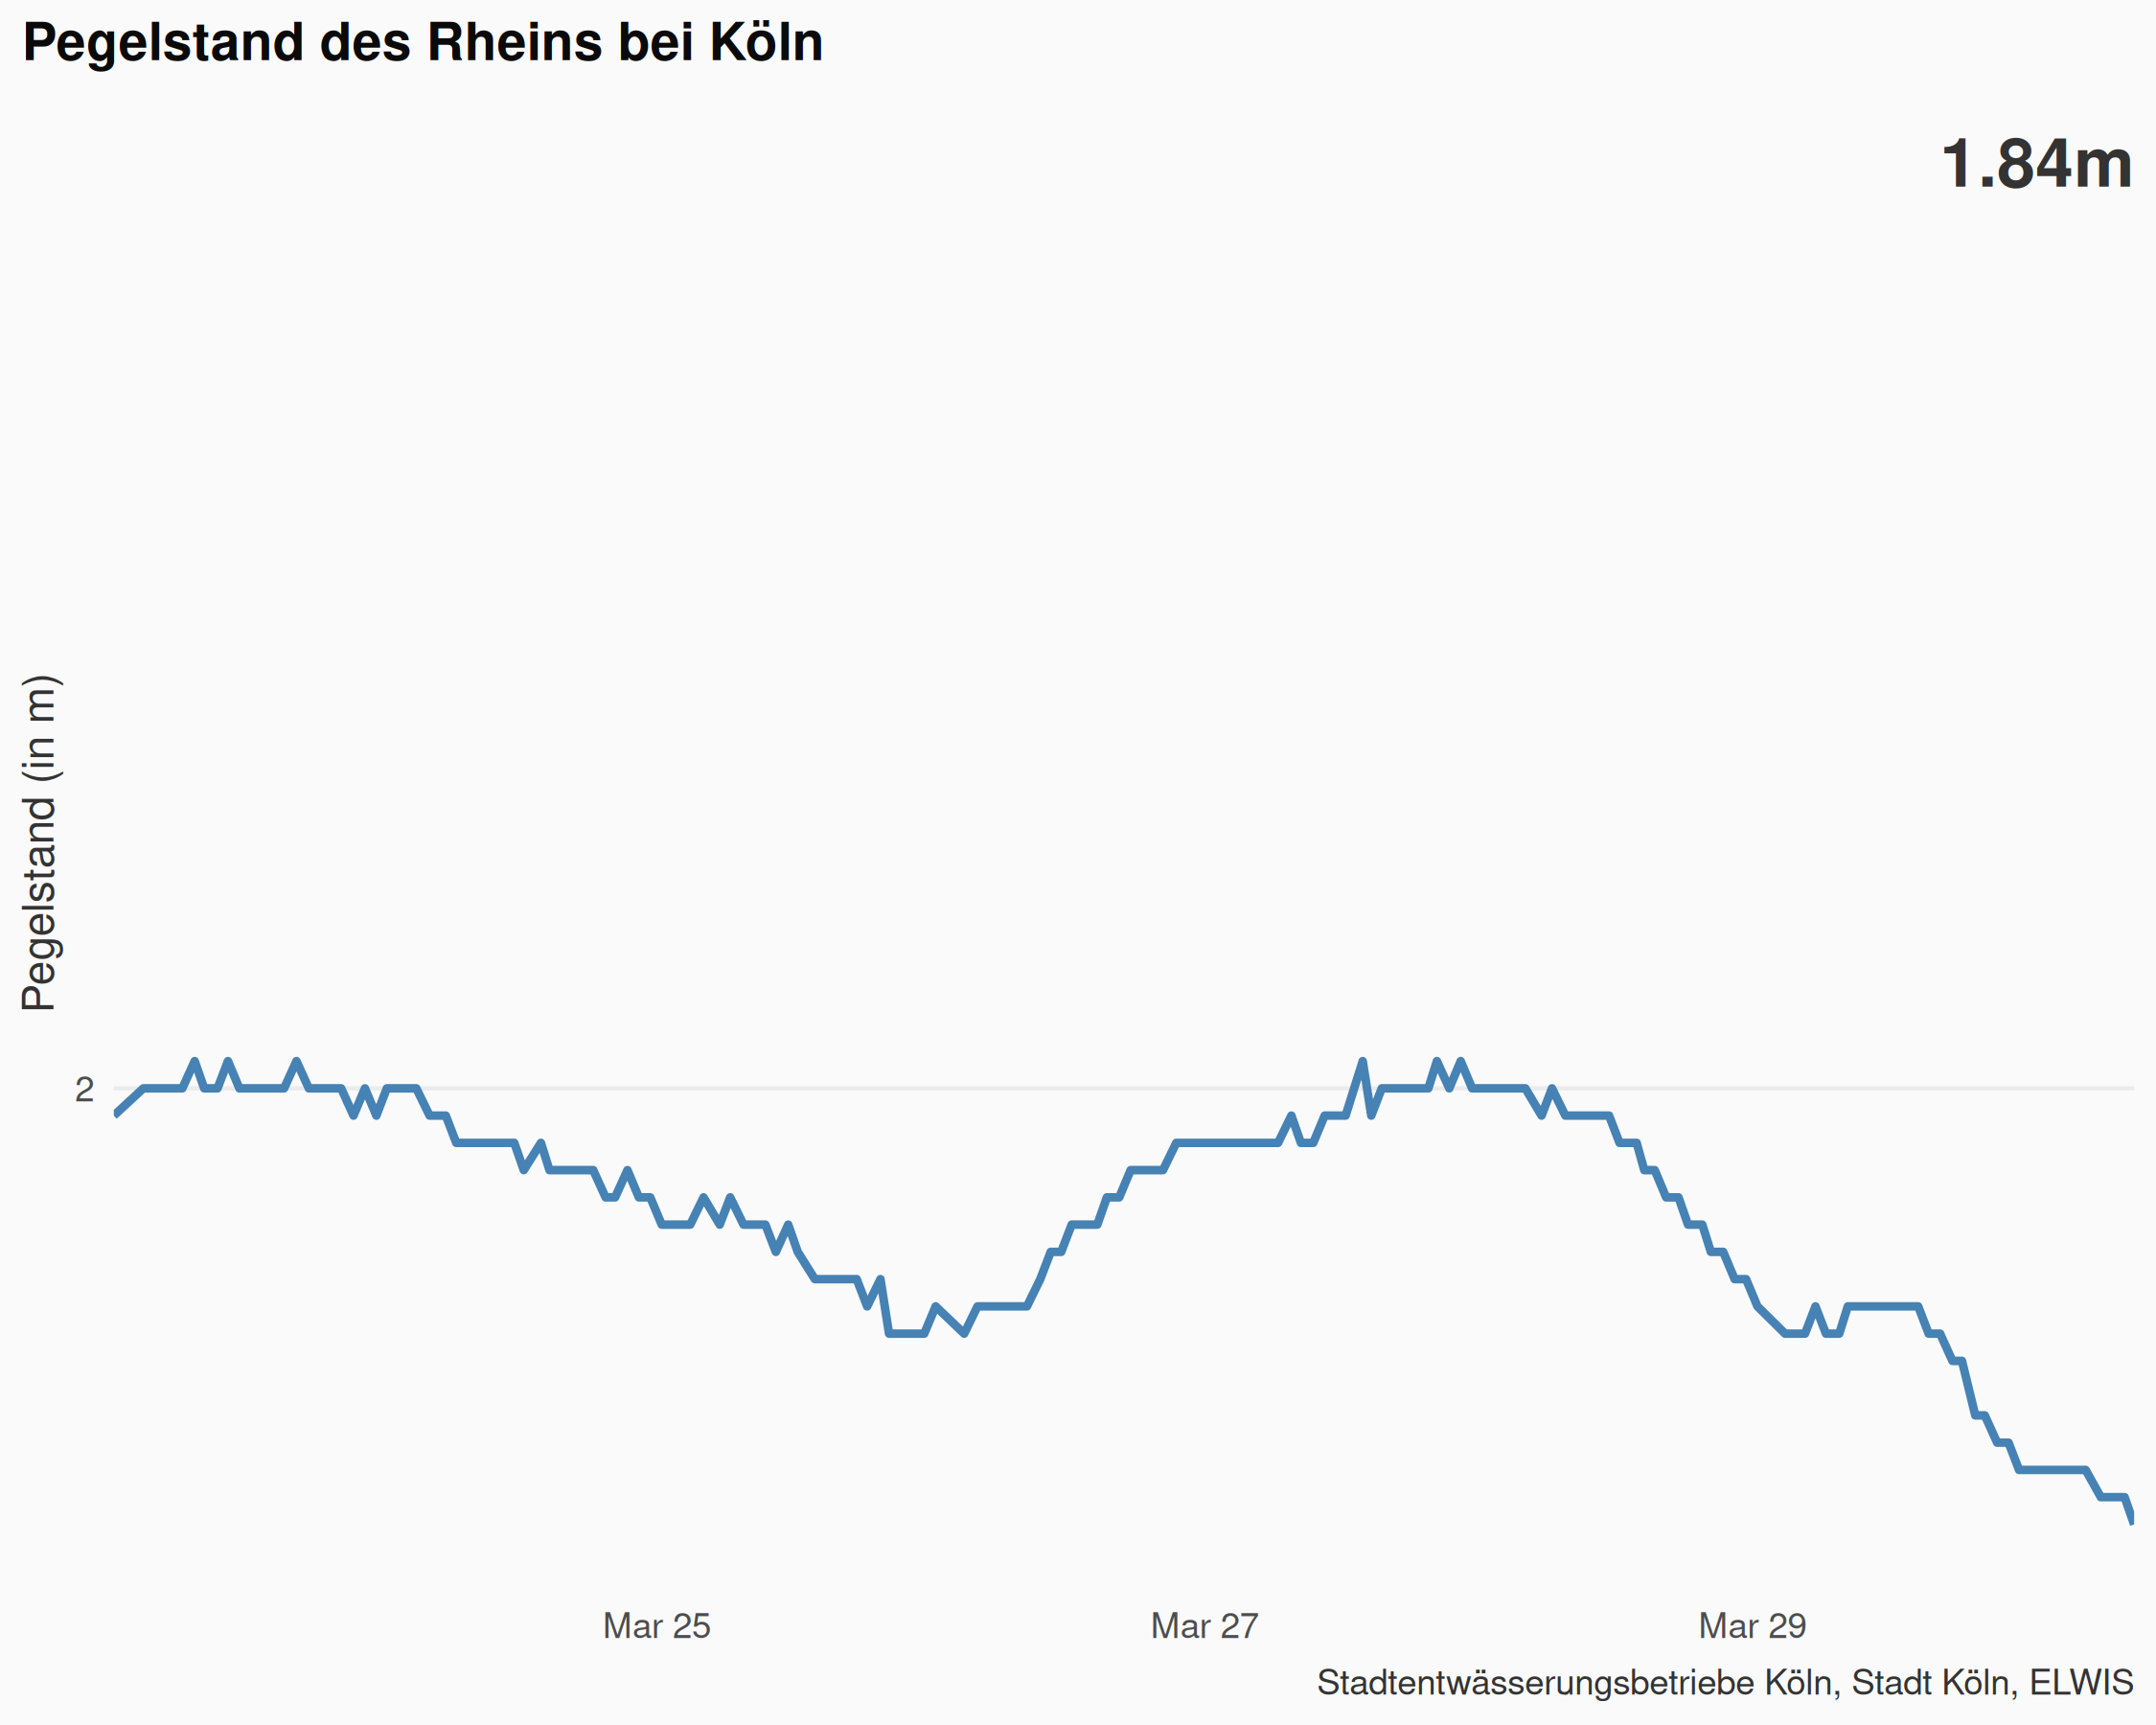 Pegelstand des Rheins bei Köln
1.84m
Pegelstand (in m)
2
Mar 25
Mar 27
Mar 29
Stadtentwässerungsbetriebe Köln, Stadt Köln, ELWIS